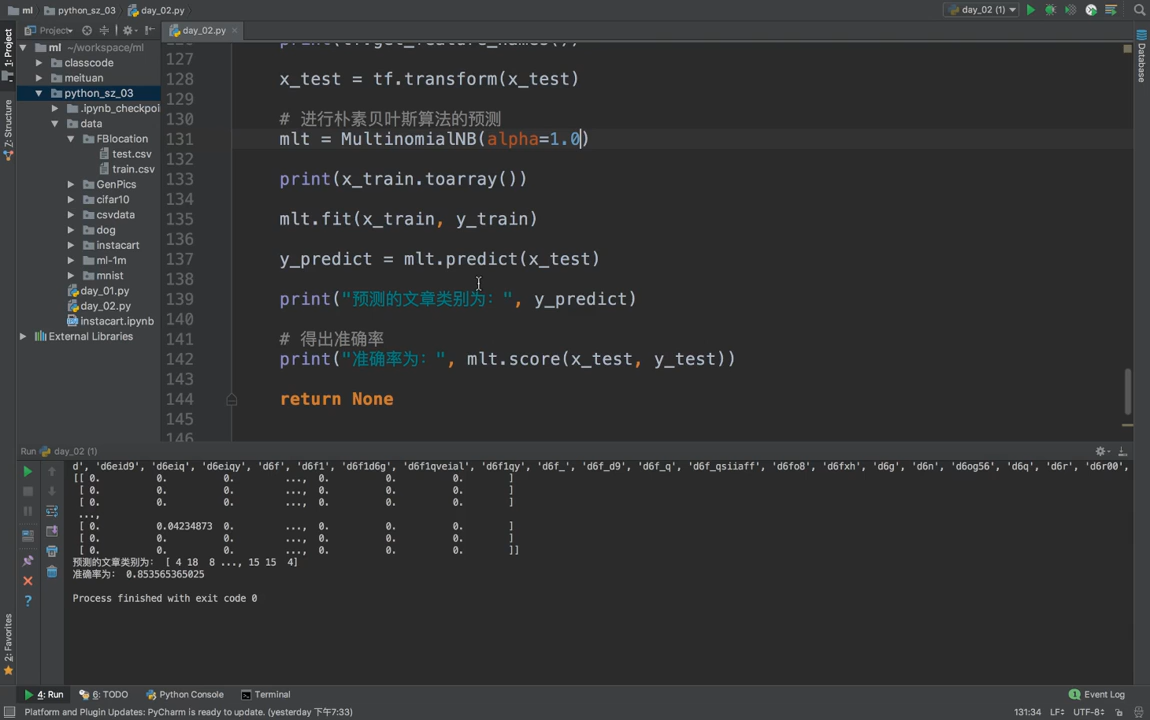 ml
python_sz_03
day_02.py
day_02 (1)
Project
day_02.py
1: Project
Z: Structure
2: Favorites
Database
ml ~/workspace/ml
classcode
meituan
python_sz_03
.ipynb_checkpoi
data
FBlocation
test.csv
train.csv
GenPics
cifar10
csvdata
dog
instacart
ml-1m
mnist
day_01.py
day_02.py
instacart.ipynb
External Libraries
127
128 x_test = tf.transform(x_test)
129
130 # 进行朴素贝叶斯算法的预测
131 mlt = MultinomialNB(alpha=1.0)
132
133 print(x_train.toarray())
134
135 mlt.fit(x_train, y_train)
136
137 y_predict = mlt.predict(x_test)
138
139 print("预测的文章类别为：", y_predict)
140
141 # 得出准确率
142 print("准确率为：", mlt.score(x_test, y_test))
143
144 return None
145
146
Run day_02 (1)
d', 'd6eid9', 'd6eiq', 'd6eiqy', 'd6f', 'd6f1', 'd6f1d6g', 'd6f1qveial', 'd6f1qy', 'd6f_', 'd6f_d9', 'd6f_q', 'd6f_qsiiaff', 'd6fo8', 'd6fxh', 'd6g', 'd6n', 'd6og56', 'd6q', 'd6r', 'd6r00',
[[ 0. 0. 0. ..., 0. 0. 0. ]
[ 0. 0. 0. ..., 0. 0. 0. ]
[ 0. 0. 0. ..., 0. 0. 0. ]
...,
[ 0. 0.04234873 0. ..., 0. 0. 0. ]
[ 0. 0. 0. ..., 0. 0. 0. ]
[ 0. 0. 0. ..., 0. 0. 0. ]]
预测的文章类别为： [ 4 18 8 ..., 15 15 4]
准确率为： 0.853565365025
Process finished with exit code 0
4: Run
6: TODO
Python Console
Terminal
1 Event Log
Platform and Plugin Updates: PyCharm is ready to update. (yesterday 下午7:33)
131:34 LF÷ UTF-8÷